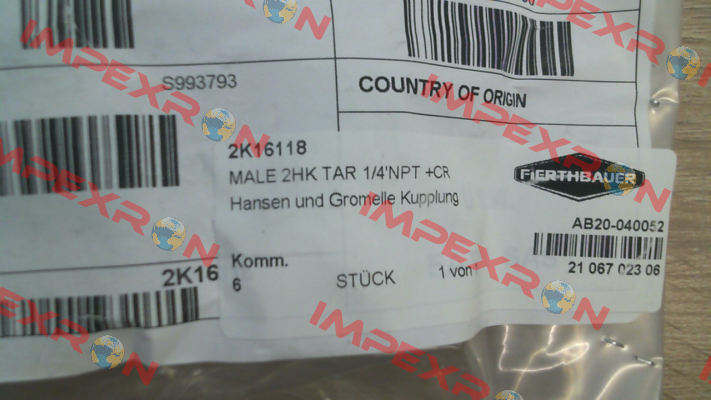 S993793
COUNTRY OF ORIGIN
2K16118
MALE 2HK TAR 1/4'NPT +CR
Hansen und Gromelle Kupplung
FIERTHBAUER
AB20-040052
21 067 023 06
Komm.
6
STÜCK
1 von
2K16
IMPEXRON
IMPEXRON
IMPEXRON
IMPEXRON
IMPEXRON